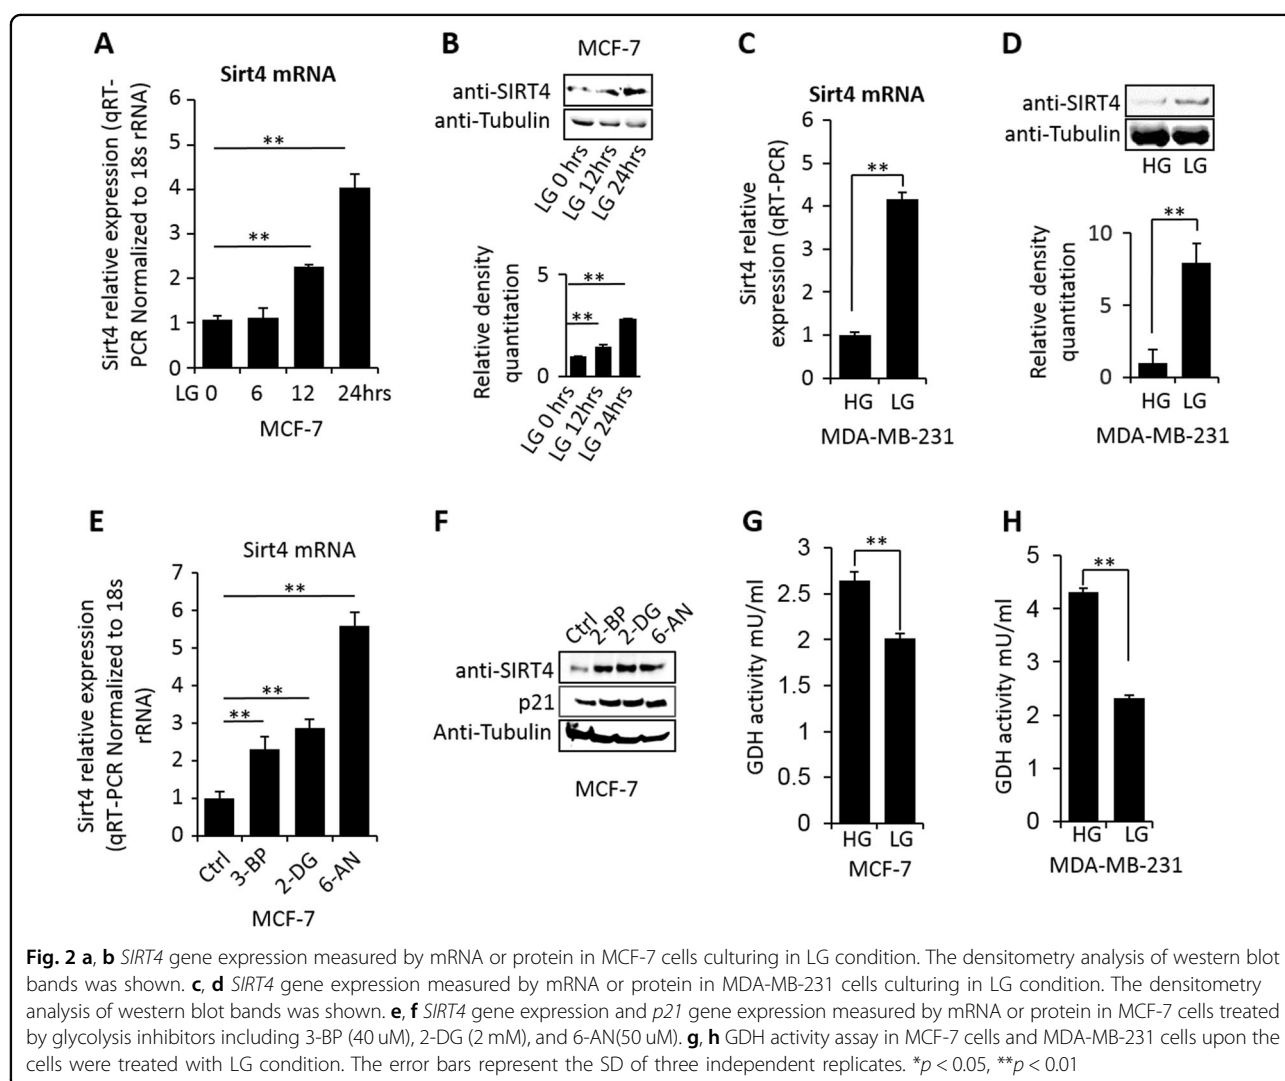 A
Sirt4 mRNA
Sirt4 relative expression (qRT-
PCR Normalized to 18s rRNA)
6
5
4
3
2
1
0
**
**
LG 0 6 12 24hrs
MCF-7
B
MCF-7
anti-SIRT4
anti-Tubulin
LG 0 hrs
LG 12hrs
LG 24hrs
Relative density
quantitation
5
0
**
**
LG 0 hrs
LG 12hrs
LG 24hrs
C
Sirt4 mRNA
Sirt4 relative
expression (qRT-PCR)
6
5
4
3
2
1
0
**
HG LG
MDA-MB-231
D
anti-SIRT4
anti-Tubulin
HG LG
Relative density
quantitation
10
5
0
**
HG LG
MDA-MB-231
E
Sirt4 mRNA
Sirt4 relative expression
(qRT-PCR Normalized to 18s
rRNA)
7
6
5
4
3
2
1
0
**
**
**
Ctrl
3-BP
2-DG
6-AN
MCF-7
F
Ctrl
2-BP
2-DG
6-AN
anti-SIRT4
p21
Anti-Tubulin
MCF-7
G
GDH activity mU/ml
3
2.5
2
1.5
1
0.5
0
**
HG LG
MCF-7
H
GDH activity mU/ml
5
4
3
2
1
0
**
HG LG
MDA-MB-231
Fig. 2 a, b SIRT4 gene expression measured by mRNA or protein in MCF-7 cells culturing in LG condition. The densitometry analysis of western blot
bands was shown. c, d SIRT4 gene expression measured by mRNA or protein in MDA-MB-231 cells culturing in LG condition. The densitometry
analysis of western blot bands was shown. e, f SIRT4 gene expression and p21 gene expression measured by mRNA or protein in MCF-7 cells treated
by glycolysis inhibitors including 3-BP (40 uM), 2-DG (2 mM), and 6-AN(50 uM). g, h GDH activity assay in MCF-7 cells and MDA-MB-231 cells upon the
cells were treated with LG condition. The error bars represent the SD of three independent replicates. *p < 0.05, **p < 0.01